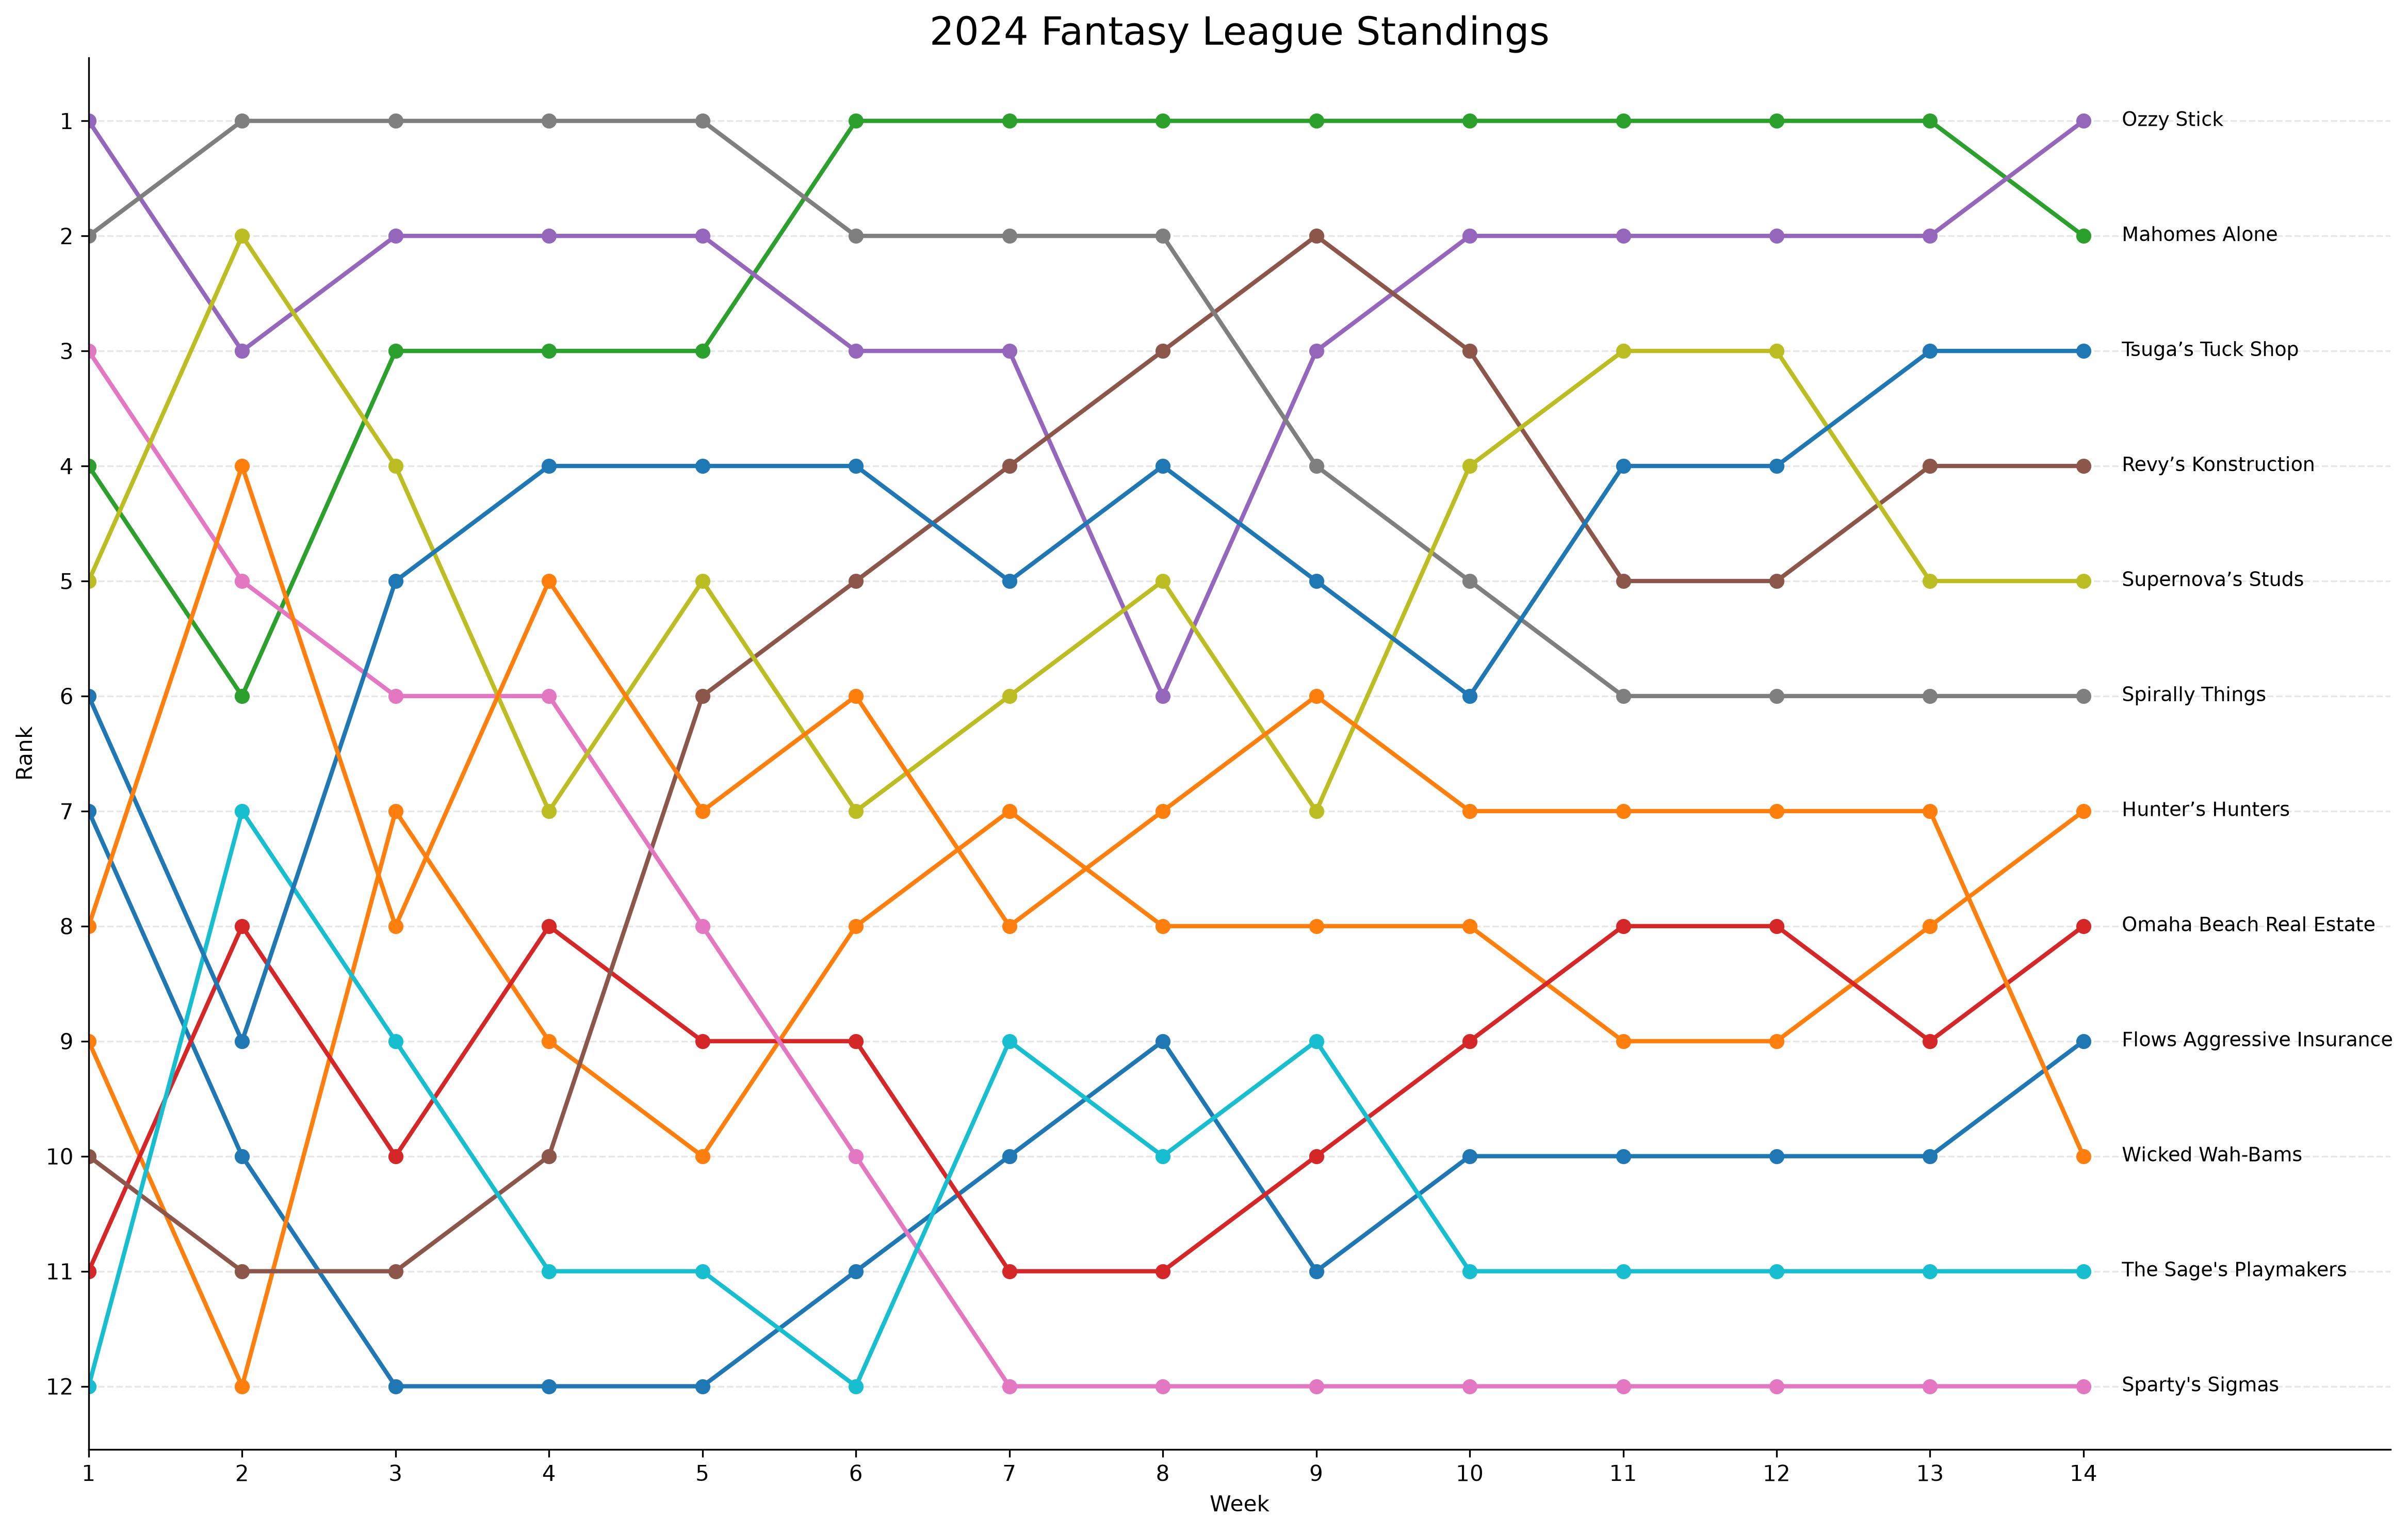 2024 Fantasy League Standings
Rank
1
2
3
4
5
6
7
8
9
10
11
12
Ozzy Stick
Mahomes Alone
Tsuga’s Tuck Shop
Revy’s Konstruction
Supernova’s Studs
Spirally Things
Hunter’s Hunters
Omaha Beach Real Estate
Flows Aggressive Insurance
Wicked Wah-Bams
The Sage's Playmakers
Sparty's Sigmas
1 2 3 4 5 6 7 8 9 10 11 12 13 14
Week